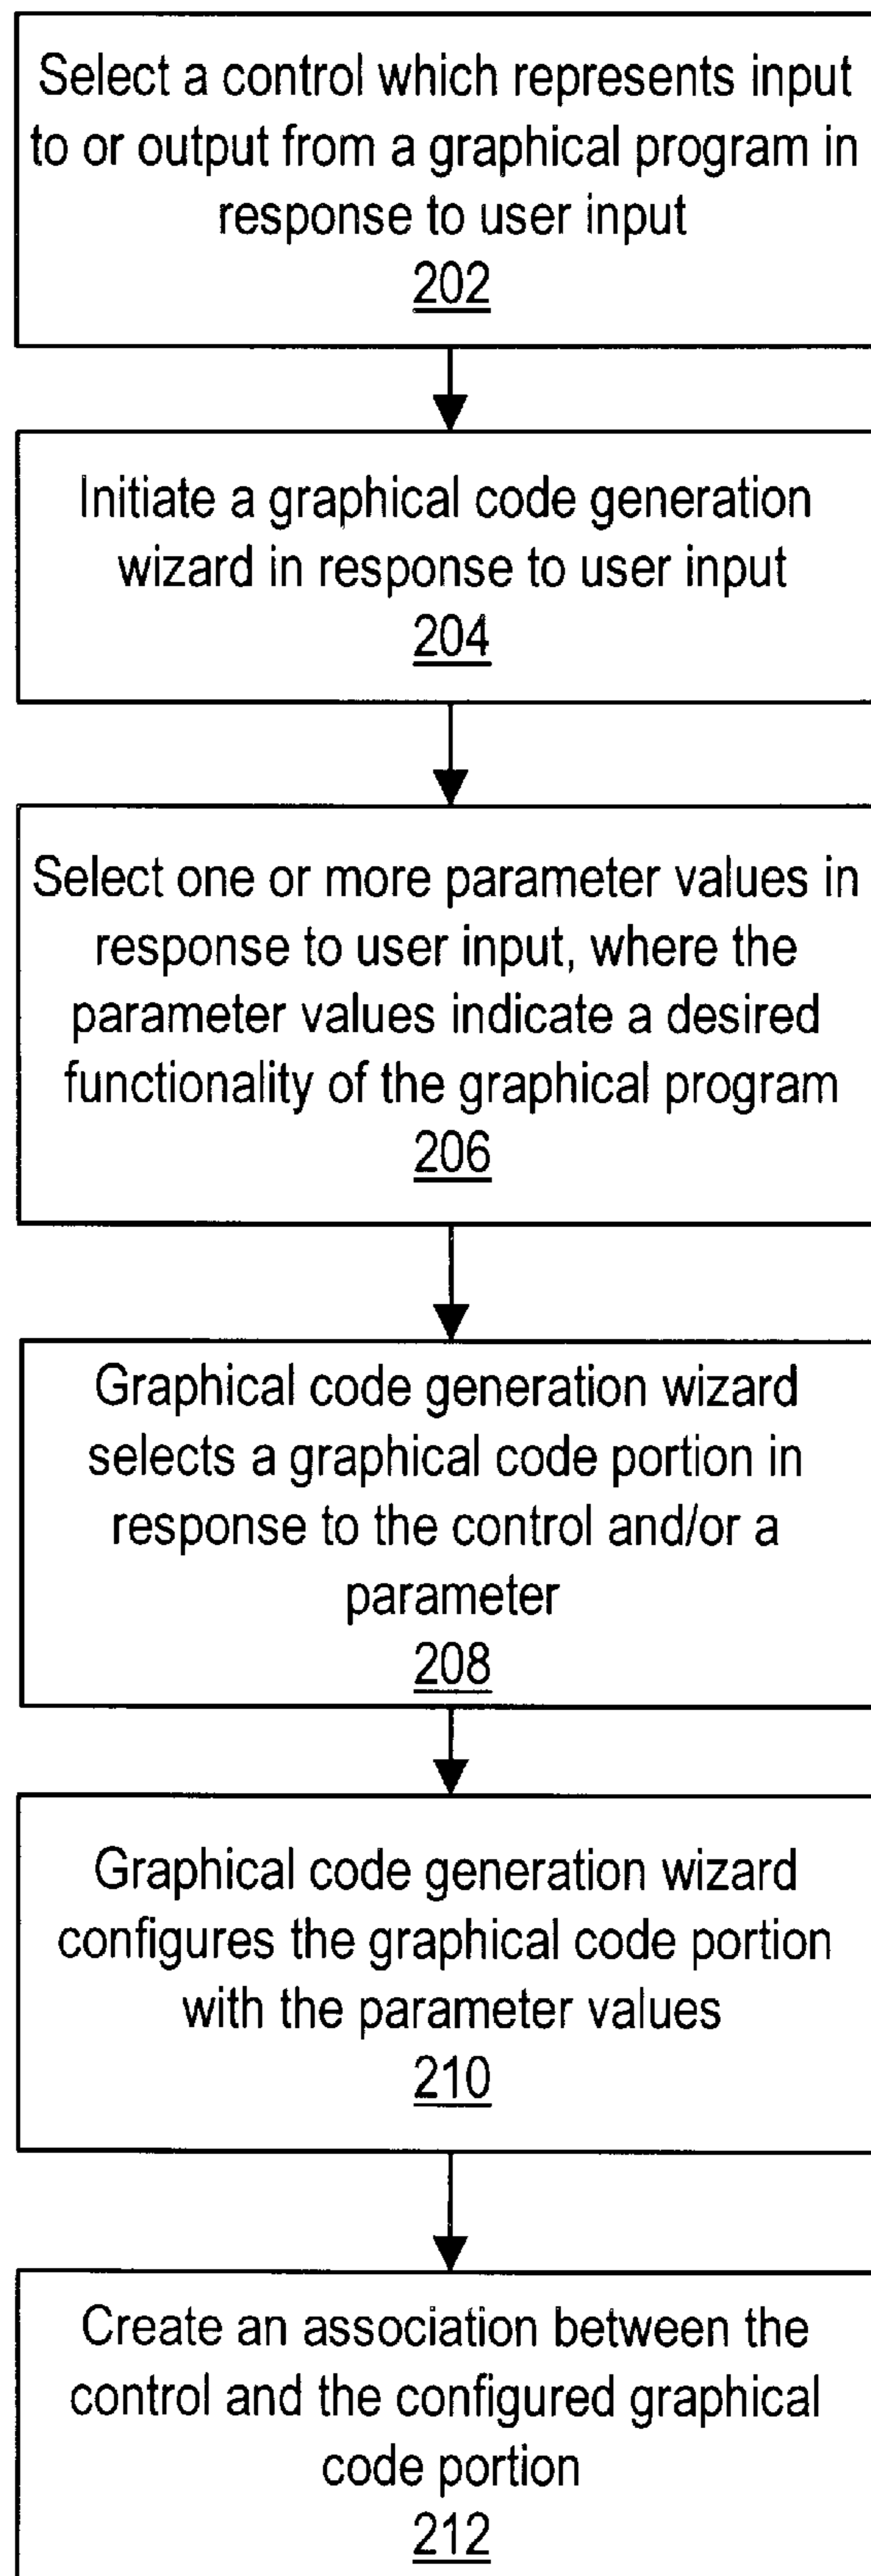 Select a control which represents input
to or output from a graphical program in
response to user input
202
Initiate a graphical code generation
wizard in response to user input
204
Select one or more parameter values in
response to user input, where the
parameter values indicate a desired
functionality of the graphical program
206
Graphical code generation wizard
selects a graphical code portion in
response to the control and/or a
parameter
208
Graphical code generation wizard
configures the graphical code portion
with the parameter values
210
Create an association between the
control and the configured graphical
code portion
212